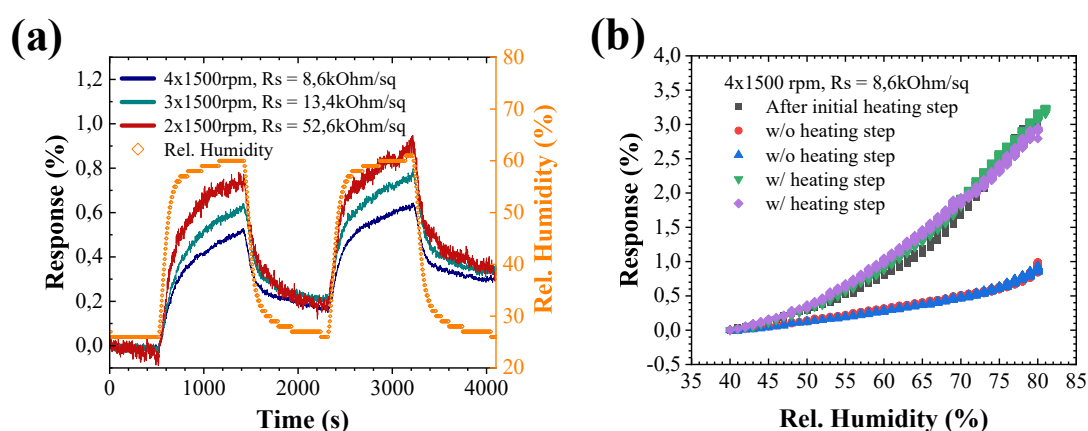 (a)
1,2
1,0
0,8
0,6
0,4
0,2
0,0
Response (%)
4x1500rpm, Rs = 8,6kOhm/sq
3x1500rpm, Rs = 13,4kOhm/sq
2x1500rpm, Rs = 52,6kOhm/sq
Rel. Humidity
80
70
60
50
40
30
20
Rel. Humidity (%)
0 1000 2000 3000 4000
Time (s)
(b)
4,0
3,5
3,0
2,5
2,0
1,5
1,0
0,5
0,0
-0,5
Response (%)
4x1500 rpm, Rs = 8,6kOhm/sq
After initial heating step
w/o heating step
w/o heating step
w/ heating step
w/ heating step
35 40 45 50 55 60 65 70 75 80 85
Rel. Humidity (%)